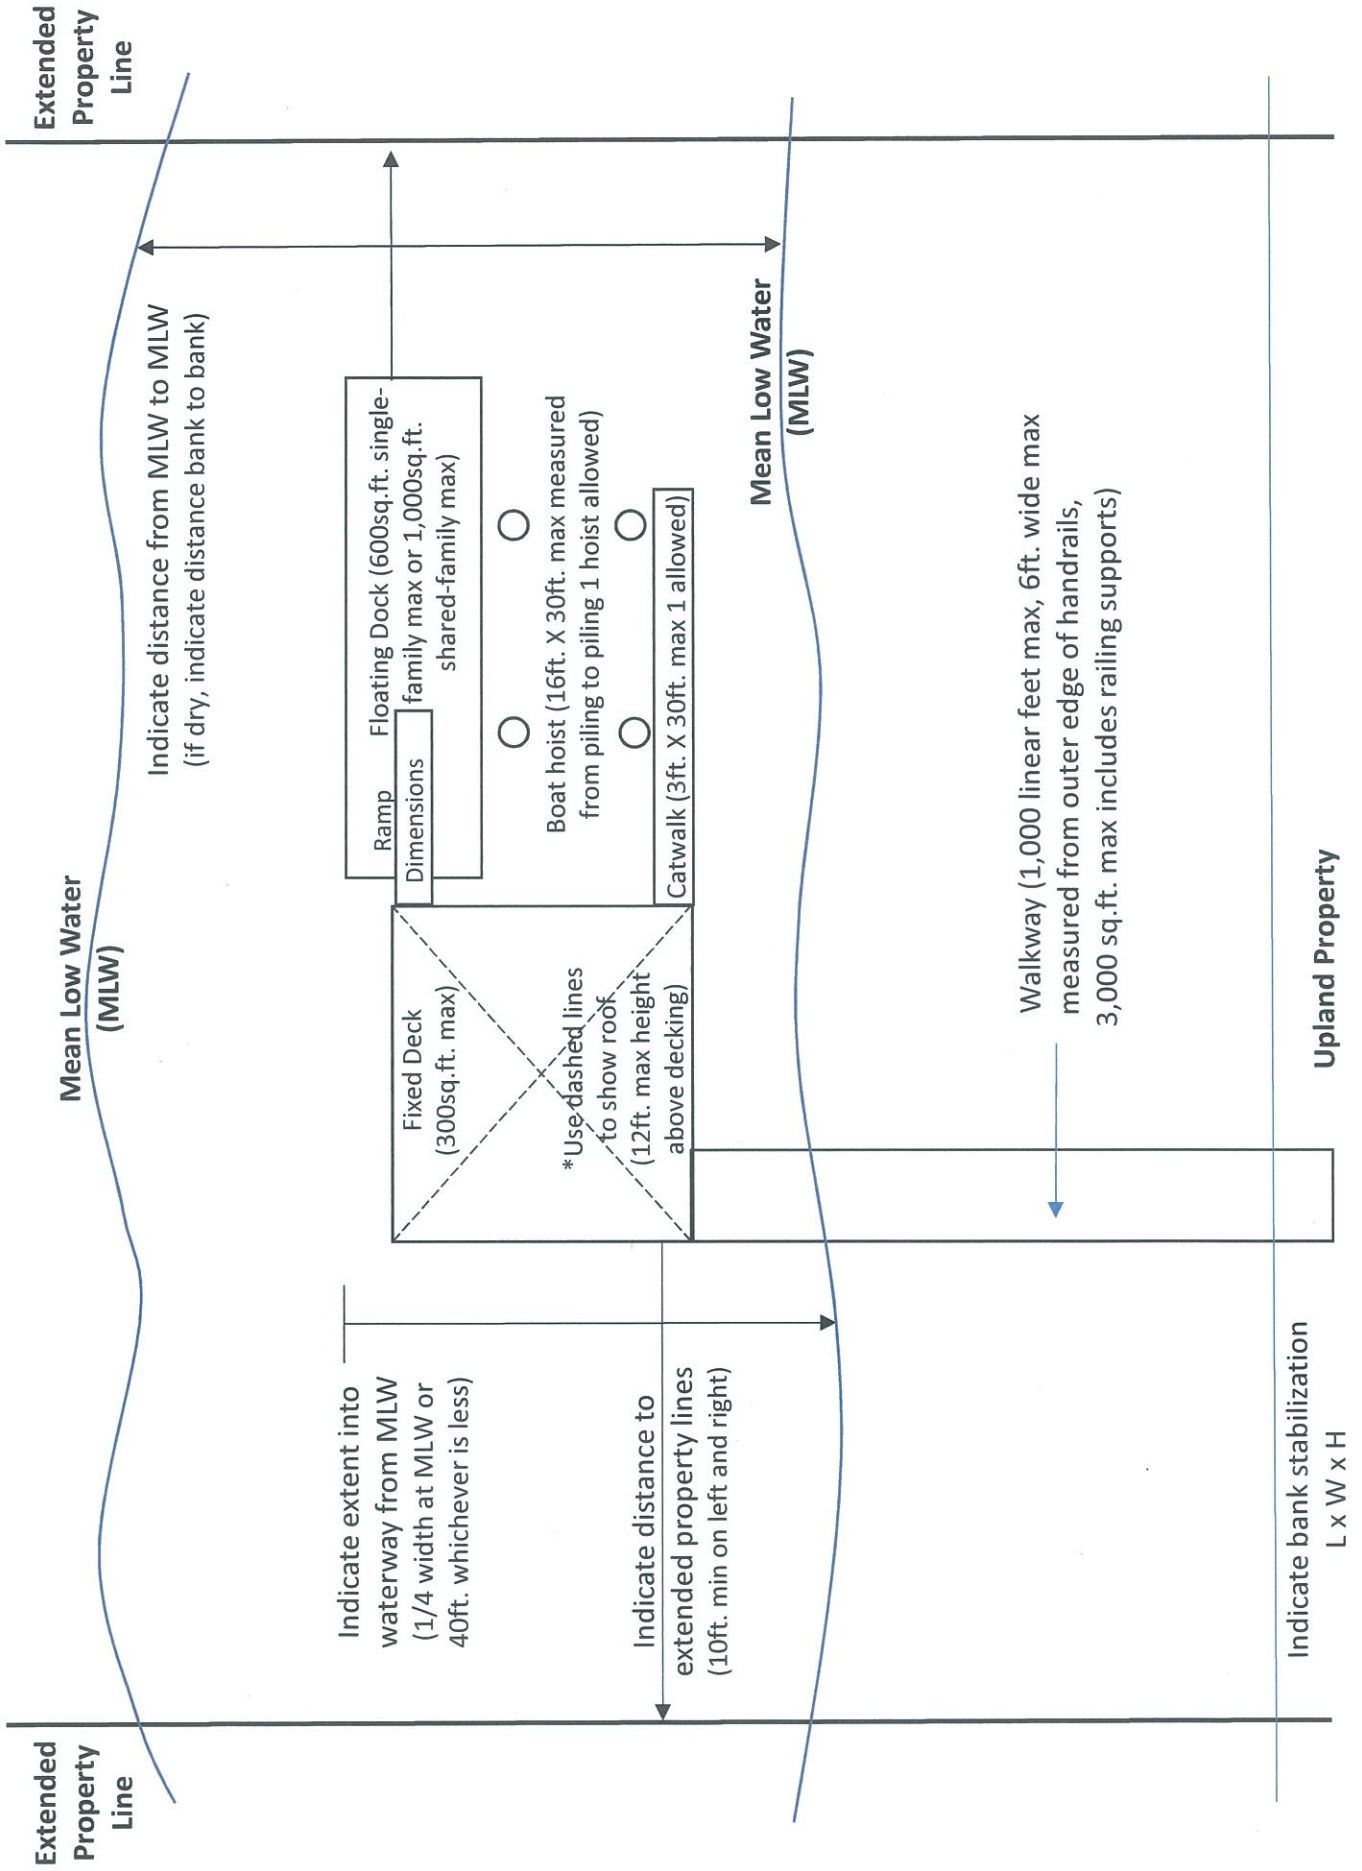 Extended
Property
Line
Mean Low Water
(MLW)
Extended
Property
Line
Indicate distance from MLW to MLW
(if dry, indicate distance bank to bank)
Indicate extent into
waterway from MLW
(1/4 width at MLW or
40ft. whichever is less)
Fixed Deck
(300sq.ft. max)
*Use dashed lines
to show roof
(12ft. max height
above decking)
Ramp
Dimensions
Floating Dock (600sq.ft. single-
family max or 1,000sq.ft.
shared-family max)
Boat hoist (16ft. X 30ft. max measured
from piling to piling 1 hoist allowed)
Catwalk (3ft. X 30ft. max 1 allowed)
Indicate distance to
extended property lines
(10ft. min on left and right)
Mean Low Water
(MLW)
Walkway (1,000 linear feet max, 6ft. wide max
measured from outer edge of handrails,
3,000 sq.ft. max includes railing supports)
Indicate bank stabilization
L x W x H
Upland Property